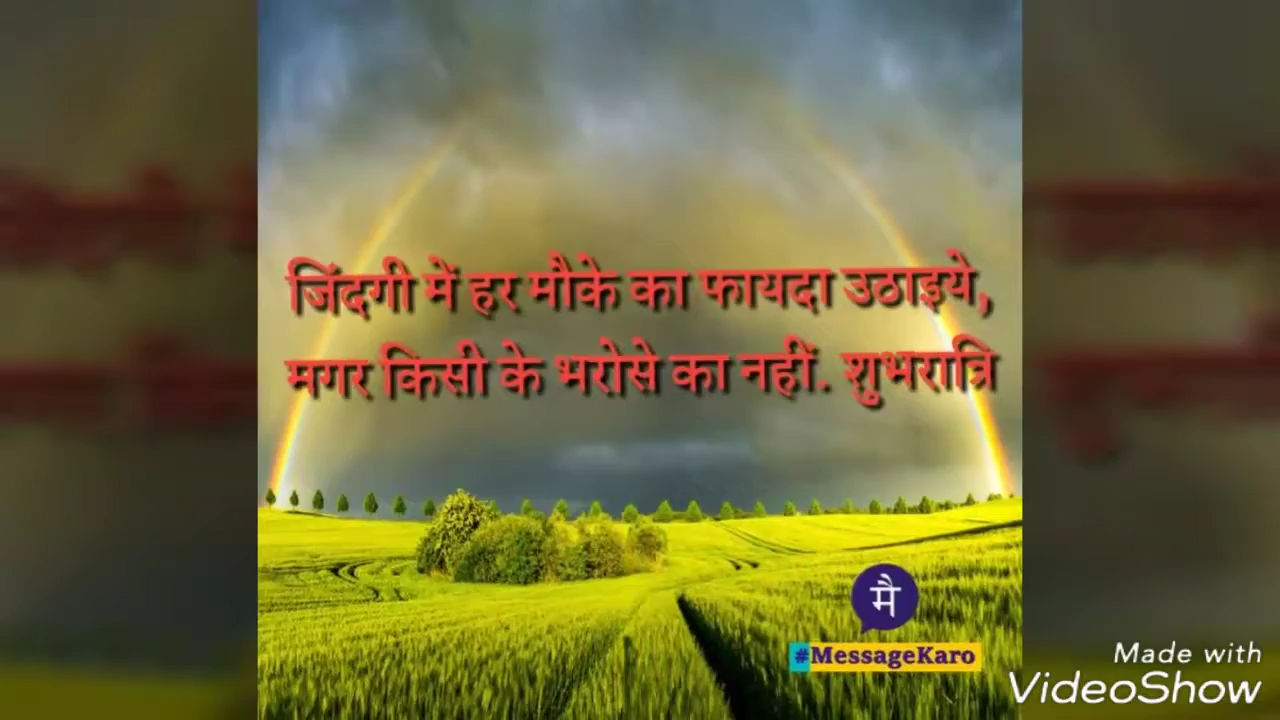 जिंदगी में हर मौके का फायदा उठाइये,
मगर किसी के भरोसे का नहीं. शुभरात्रि
मै
#MessageKaro
Made with
VideoShow